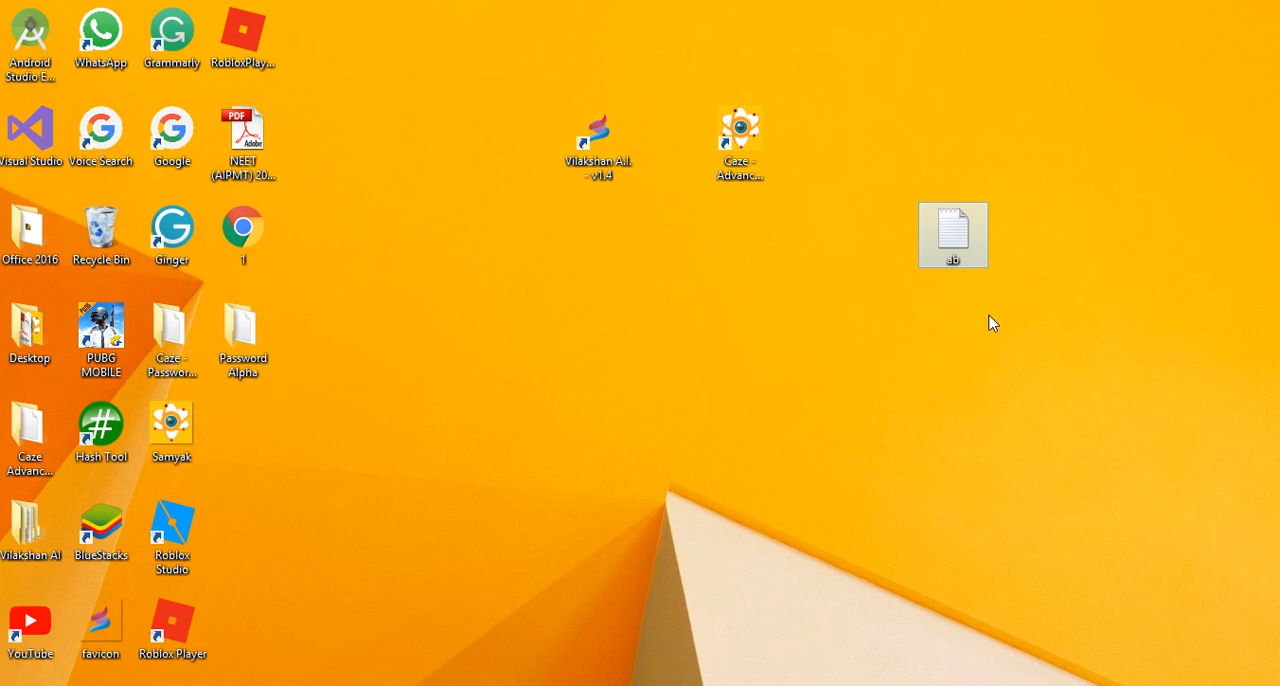 Android
Studio E...
WhatsApp
Grammarly
RobloxPlay...
Visual Studio
Voice Search
Google
PDF
Adobe
NEET
(AIPMT) 20...
Vilakshan A.I.
- v1.4
Caze -
Advanc...
Office 2016
Recycle Bin
Ginger
1
ab
Desktop
PUBG
MOBILE
Caze -
Passwor...
Password
Alpha
Caze
Advanc...
#
Hash Tool
Samyak
Vilakshan AI
BlueStacks
Roblox
Studio
YouTube
favicon
Roblox Player